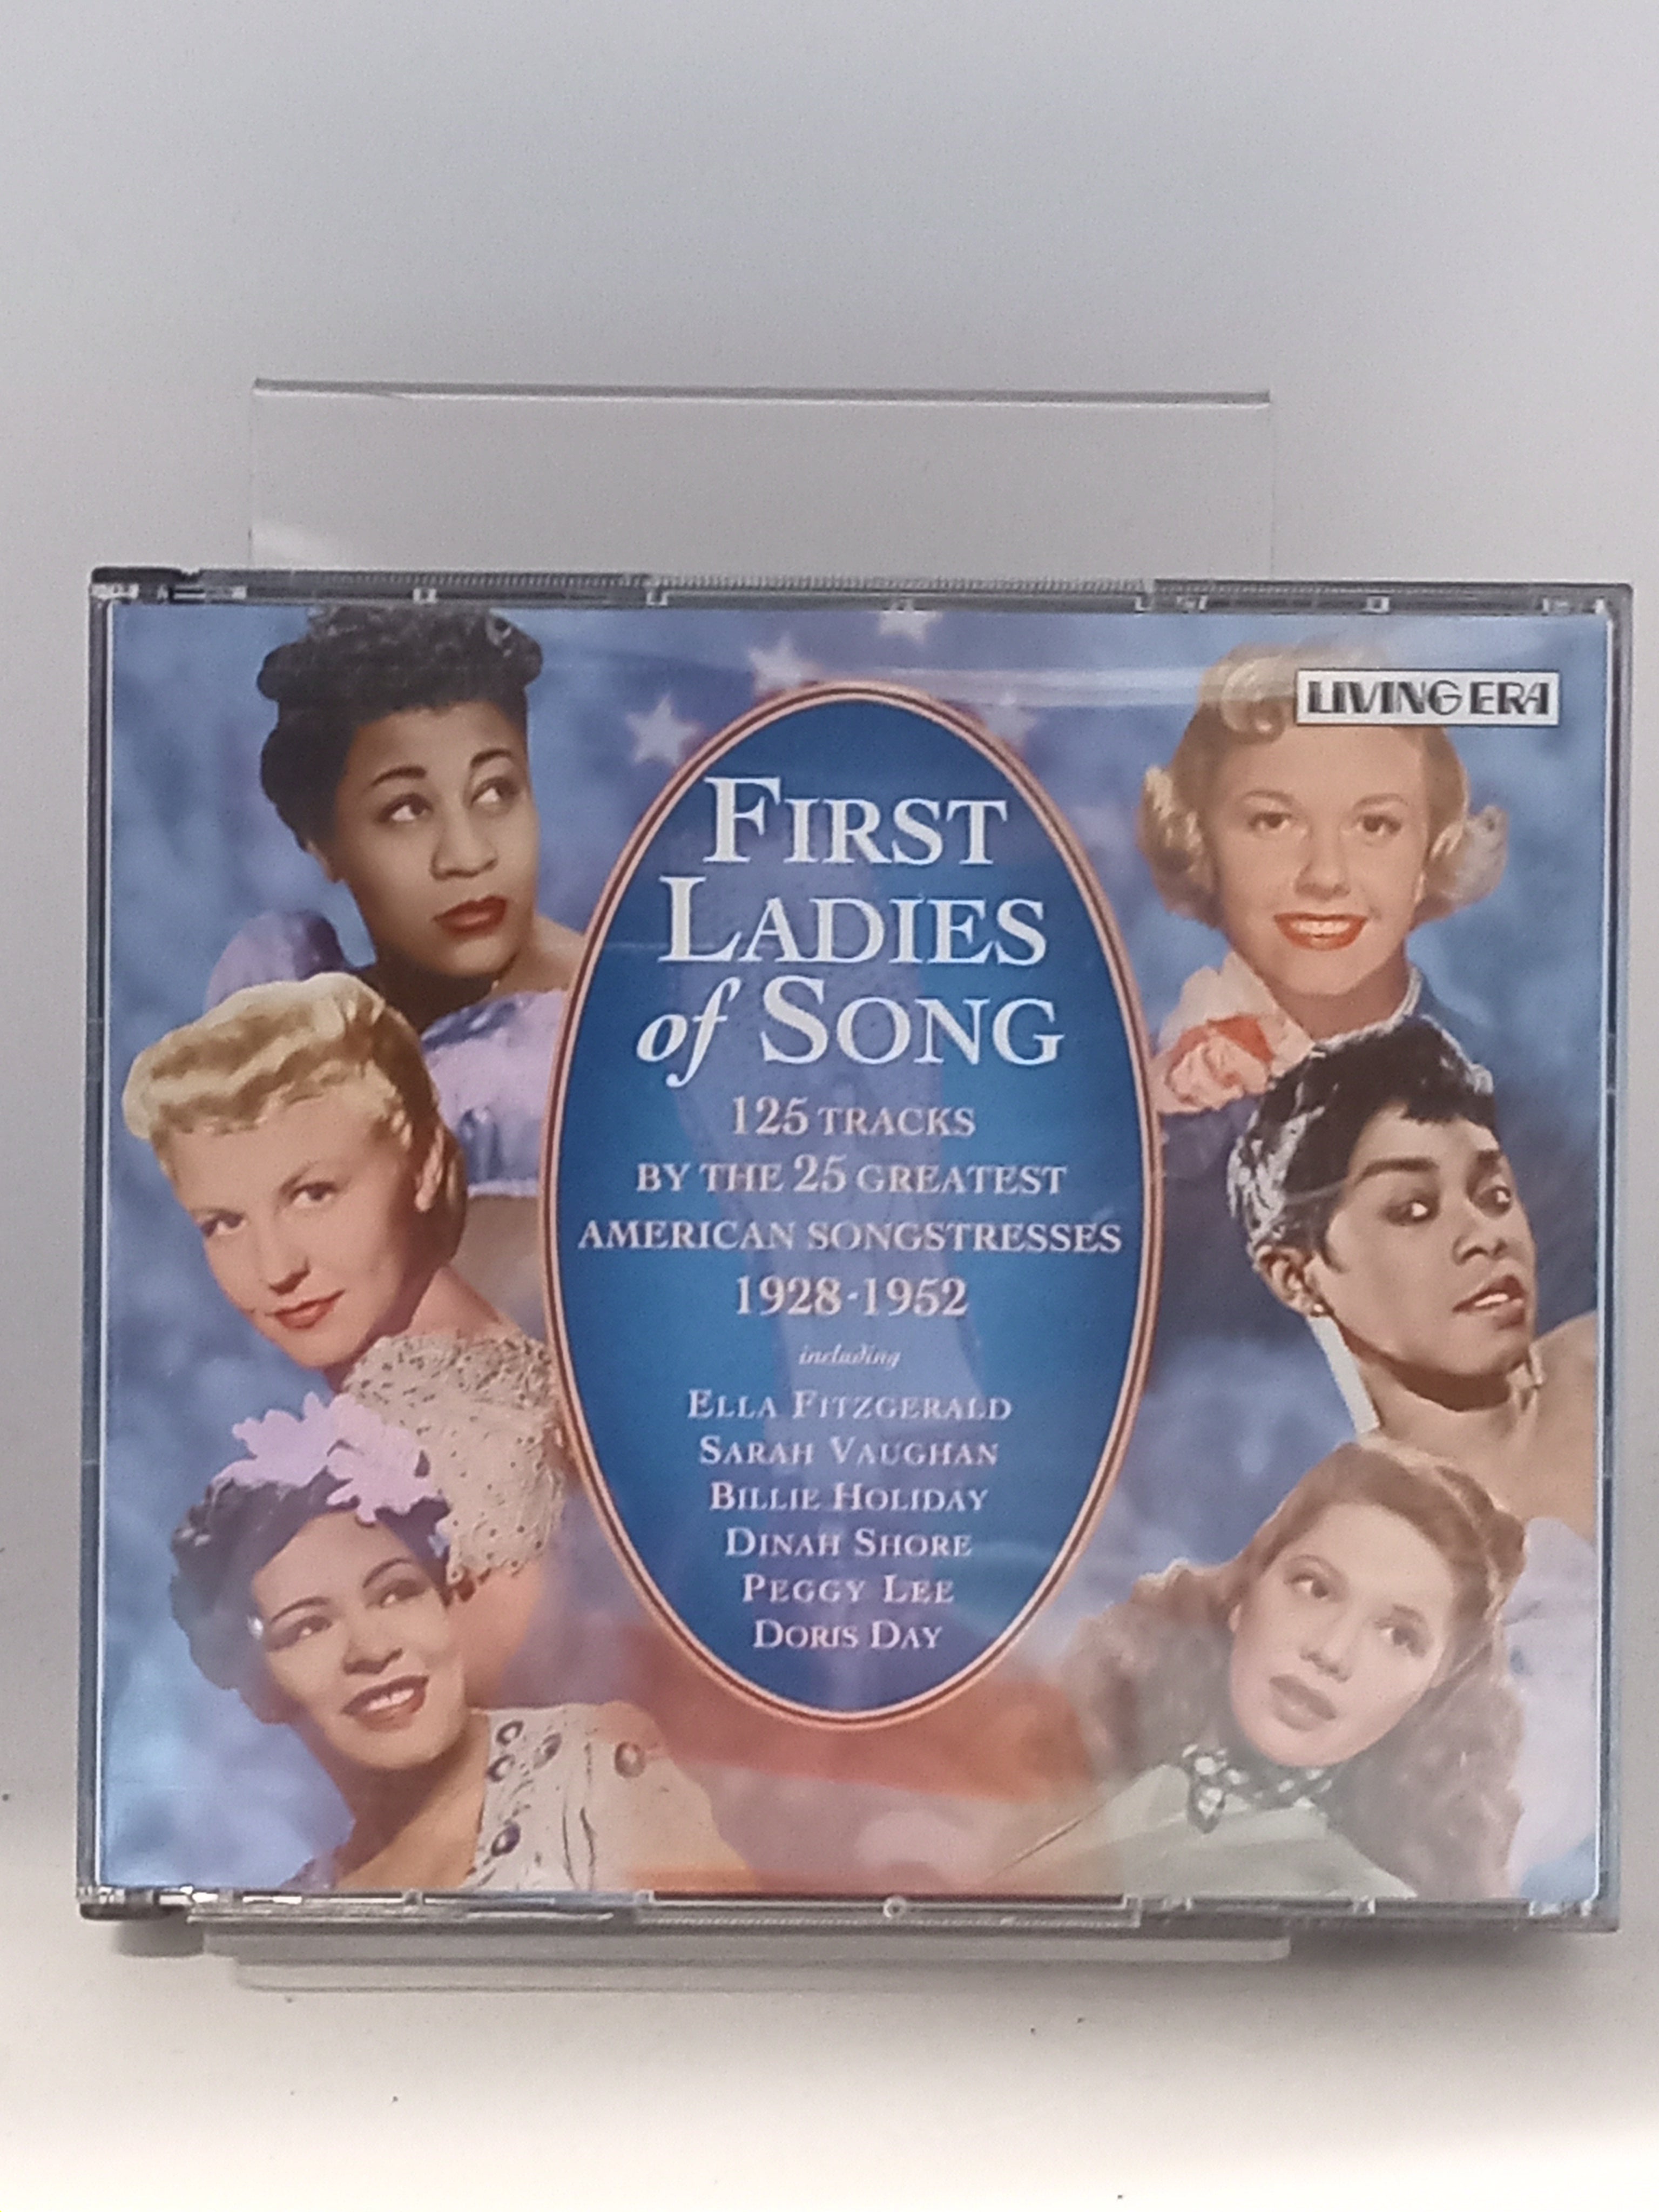 LIVING ERA
FIRST
LADIES
of SONG
125 TRACKS
BY THE 25 GREATEST
AMERICAN SONGSTRESSES
1928-1952
including
ELLA FITZGERALD
SARAH VAUGHAN
BILLIE HOLIDAY
DINAH SHORE
PEGGY LEE
DORIS DAY